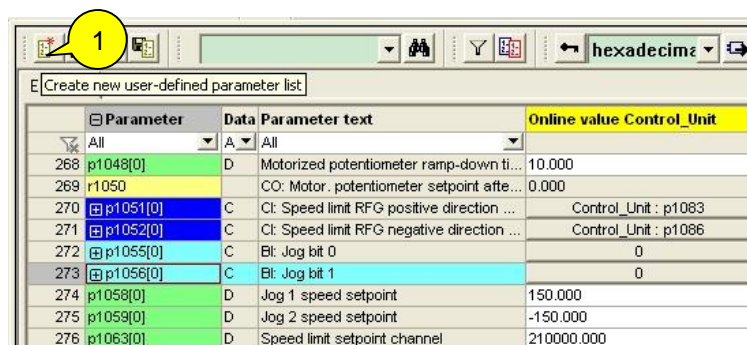 1
hexadecima
E
Create new user-defined parameter list
Parameter Data Parameter text Online value Control_Unit
All A All
268 p1048[0] D Motorized potentiometer ramp-down ti... 10.000
269 r1050 CO: Motor. potentiometer setpoint afte... 0.000
270 p1051[0] C CI: Speed limit RFG positive direction ... Control_Unit : p1083
271 p1052[0] C CI: Speed limit RFG negative direction ... Control_Unit : p1086
272 p1055[0] C BI: Jog bit 0 0
273 p1056[0] C BI: Jog bit 1 0
274 p1058[0] D Jog 1 speed setpoint 150.000
275 p1059[0] D Jog 2 speed setpoint -150.000
276 p1063[0] D Speed limit setpoint channel 210000.000